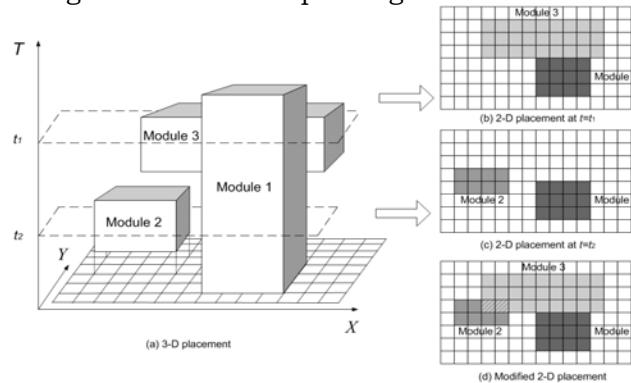 T
t1
t2
Y
X
Module 3
Module 1
Module 2
(a) 3-D placement
Module 3
Module
(b) 2-D placement at t=t1
Module 2
Module
(c) 2-D placement at t=t2
Module 3
Module 2
Module
(d) Modified 2-D placement